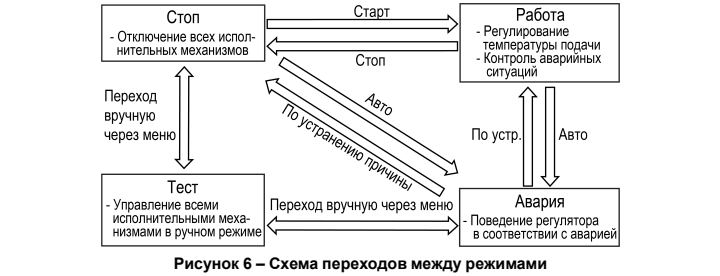 Стоп
- Отключение всех испол-
нительных механизмов
Старт
Стоп
Работа
- Регулирование
температуры подачи
- Контроль аварийных
ситуаций
Переход
вручную
через меню
Авто
По устранению причины
По устр.
Авто
Тест
- Управление всеми
исполнительными меха-
низмами в ручном режиме
Переход вручную через меню
Авария
- Поведение регулятора
в соответствии с аварией
Рисунок 6 – Схема переходов между режимами